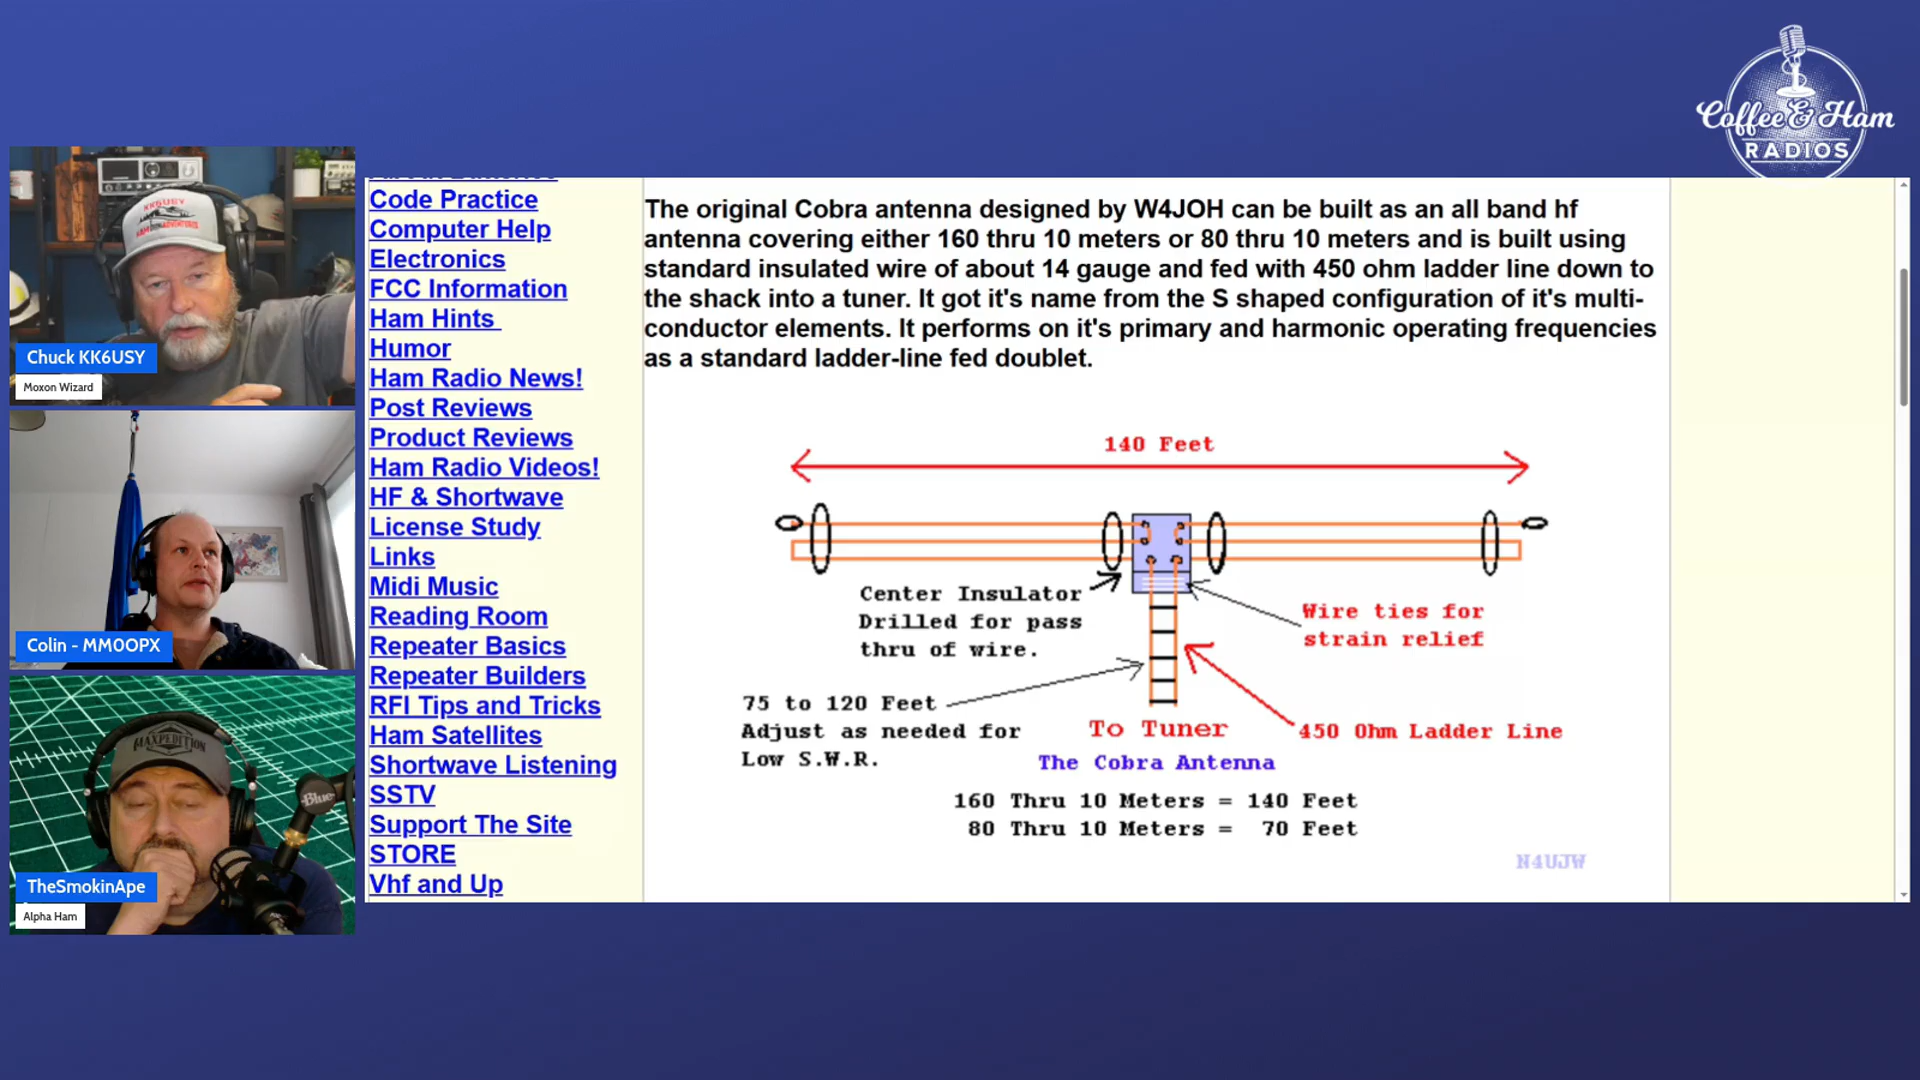 Coffee & Ham
RADIOS
KK6USY
Chuck KK6USY
Moxon Wizard
Colin - MM0OPX
MAXPEDITION
Blue
TheSmokinApe
Alpha Ham
Code Practice
Computer Help
Electronics
FCC Information
Ham Hints
Humor
Ham Radio News!
Post Reviews
Product Reviews
Ham Radio Videos!
HF & Shortwave
License Study
Links
Midi Music
Reading Room
Repeater Basics
Repeater Builders
RFI Tips and Tricks
Ham Satellites
Shortwave Listening
SSTV
Support The Site
STORE
Vhf and Up
The original Cobra antenna designed by W4JOH can be built as an all band hf
antenna covering either 160 thru 10 meters or 80 thru 10 meters and is built using
standard insulated wire of about 14 gauge and fed with 450 ohm ladder line down to
the shack into a tuner. It got it's name from the S shaped configuration of it's multi-
conductor elements. It performs on it's primary and harmonic operating frequencies
as a standard ladder-line fed doublet.
140 Feet
Center Insulator
Drilled for pass
thru of wire.
Wire ties for
strain relief
75 to 120 Feet
Adjust as needed for
Low S.W.R.
To Tuner
450 Ohm Ladder Line
The Cobra Antenna
160 Thru 10 Meters = 140 Feet
80 Thru 10 Meters = 70 Feet
N4UJW